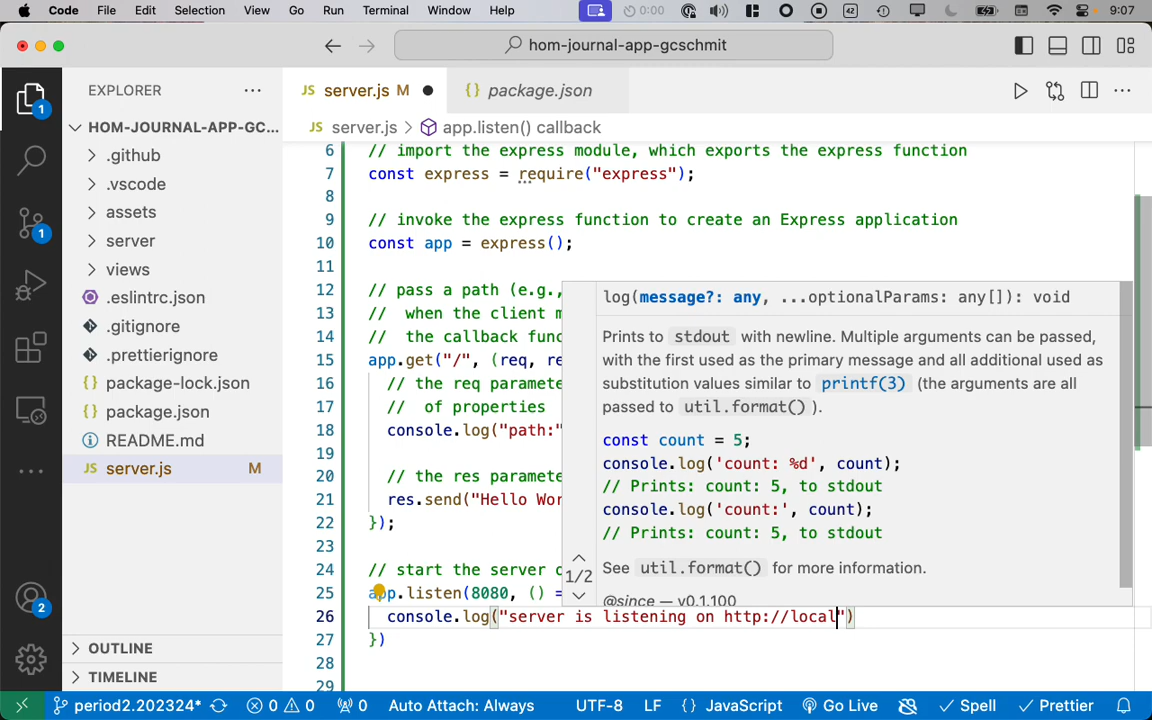 Code File Edit Selection View Go Run Terminal Window Help 0:00 42 9:07
hom-journal-app-gcschmit
EXPLORER ...
HOM-JOURNAL-APP-GC...
.github
.vscode
assets
server
views
.eslintrc.json
.gitignore
.prettierignore
{} package-lock.json
{} package.json
README.md
JS server.js M
OUTLINE
TIMELINE
1
1
2
JS server.js M
{} package.json
JS server.js > app.listen() callback
6 // import the express module, which exports the express function
7 const express = require("express");
8
9 // invoke the express function to create an Express application
10 const app = express();
11
12 // pass a path (e.g.,
13 // when the client m
14 // the callback func
15 app.get("/", (req, re
16 // the req paramete
17 // of properties
18 console.log("path:"
19
20 // the res paramete
21 res.send("Hello Wor
22 });
23
24 // start the server o
25 app.listen(8080, () =
26 console.log("server is listening on http://local")
27 })
28
29
log(message?: any, ...optionalParams: any[]): void
Prints to stdout with newline. Multiple arguments can be passed,
with the first used as the primary message and all additional used as
substitution values similar to printf(3) (the arguments are all
passed to util.format() ).
const count = 5;
console.log('count: %d', count);
// Prints: count: 5, to stdout
console.log('count:', count);
// Prints: count: 5, to stdout
1/2
See util.format() for more information.
@since — v0.1.100
period2.202324* 0 0 0 Auto Attach: Always UTF-8 LF {} JavaScript Go Live Spell Prettier